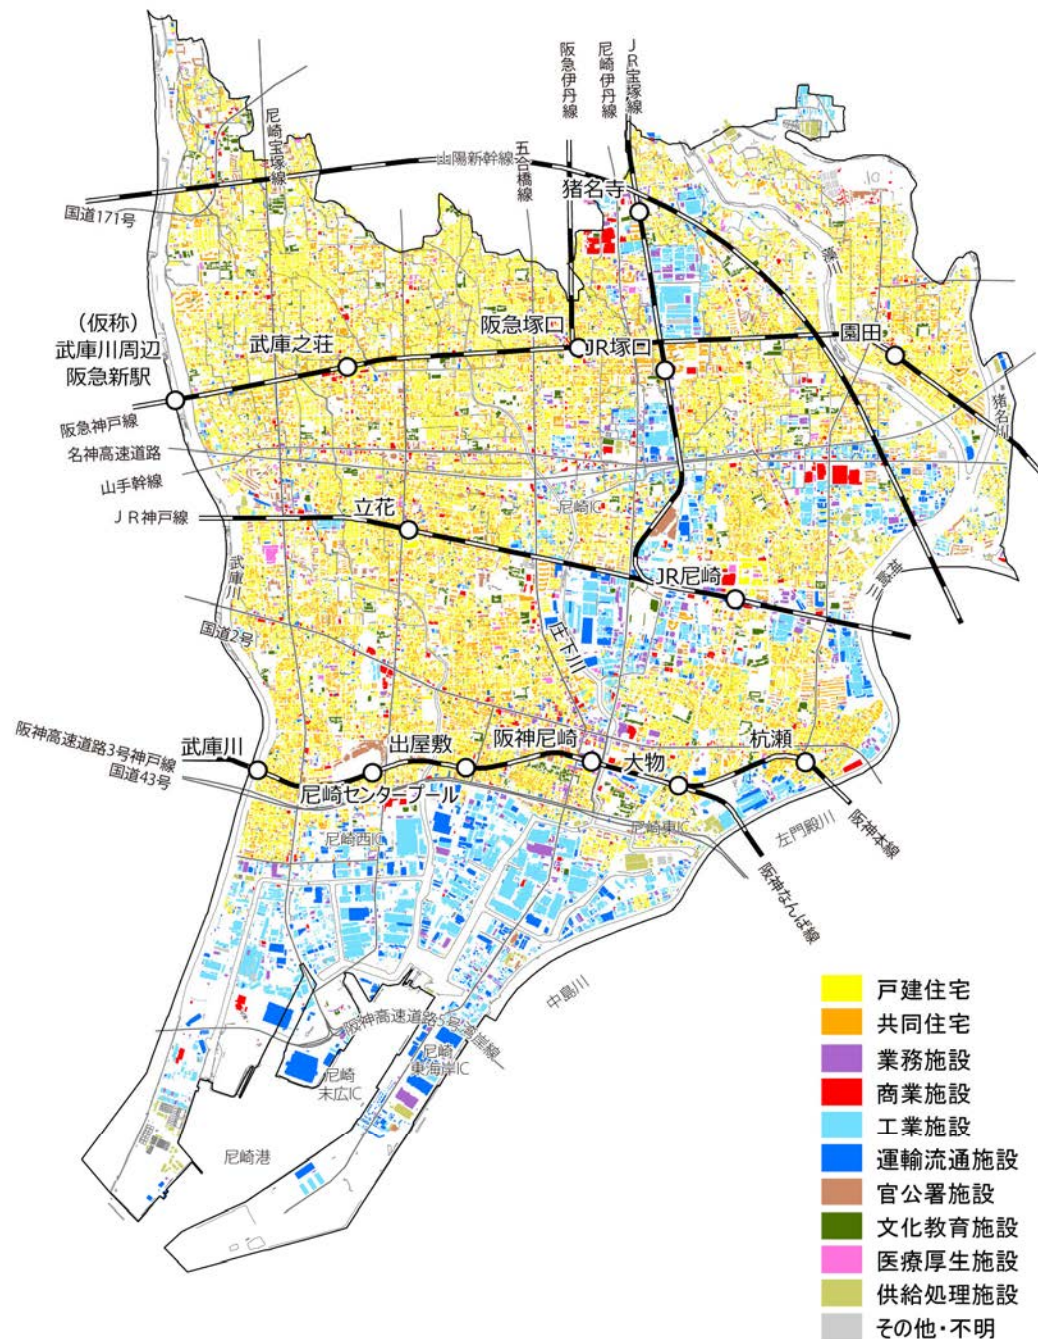 阪急伊丹線
尼崎伊丹線
JR宝塚線
尼崎宝塚線
山陽新幹線
五合橋線
猪名寺
国道171号
藻川
(仮称)
武庫川周辺
阪急新駅
武庫之荘
阪急塚口
JR塚口
園田
猪名川
阪急神戸線
名神高速道路
山手幹線
尼崎IC
JR神戸線
立花
武庫川
JR尼崎
神崎川
庄下川
国道2号
阪神高速道路3号神戸線
国道43号
武庫川
尼崎センタープール
出屋敷
阪神尼崎
大物
杭瀬
尼崎西IC
尼崎東IC
左門殿川
阪神本線
阪神なんば線
中島川
阪神高速道路5号湾岸線
尼崎
末広IC
尼崎
東海岸IC
尼崎港
戸建住宅
共同住宅
業務施設
商業施設
工業施設
運輸流通施設
官公署施設
文化教育施設
医療厚生施設
供給処理施設
その他・不明